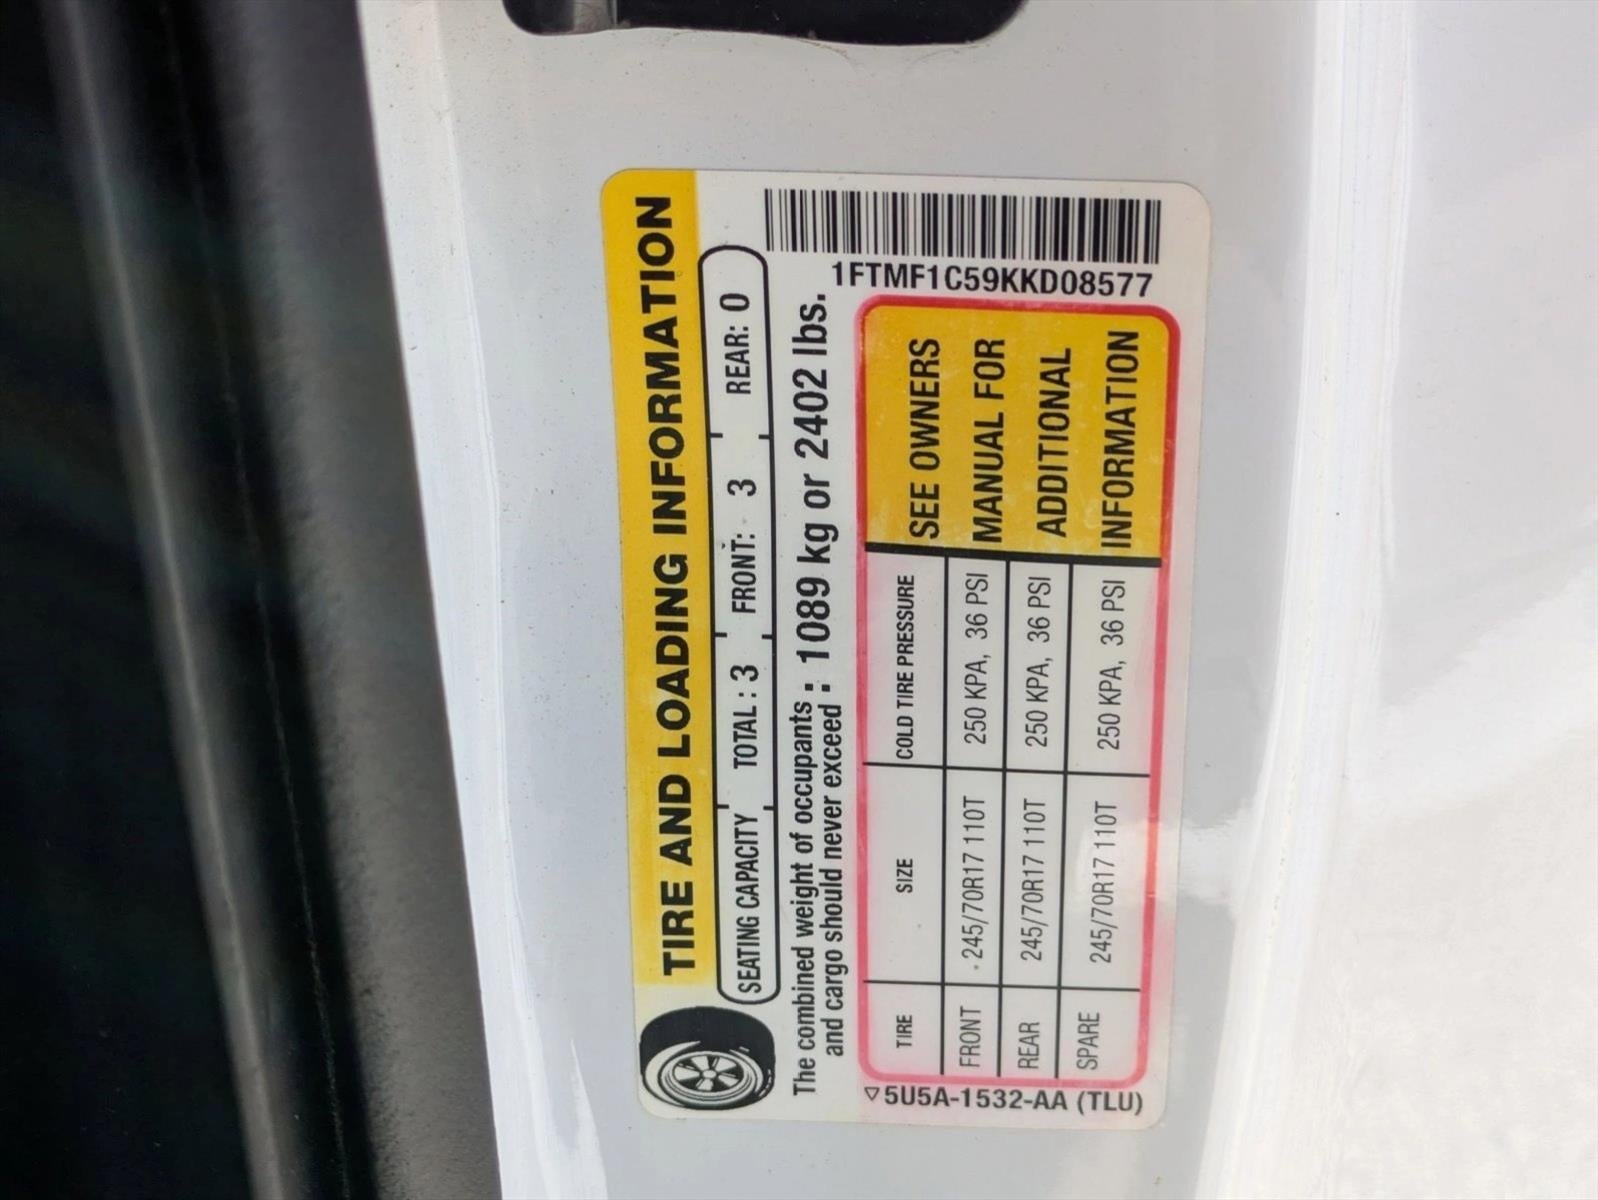 TIRE AND LOADING INFORMATION
SEATING CAPACITY TOTAL : 3 FRONT: 3 REAR: 0
The combined weight of occupants
and cargo should never exceed : 1089 kg or 2402 lbs.
1FTMF1C59KKD08577
TIRE SIZE COLD TIRE PRESSURE
FRONT 245/70R17 110T 250 KPA, 36 PSI
REAR 245/70R17 110T 250 KPA, 36 PSI
SPARE 245/70R17 110T 250 KPA, 36 PSI
SEE OWNERS
MANUAL FOR
ADDITIONAL
INFORMATION
5U5A-1532-AA (TLU)